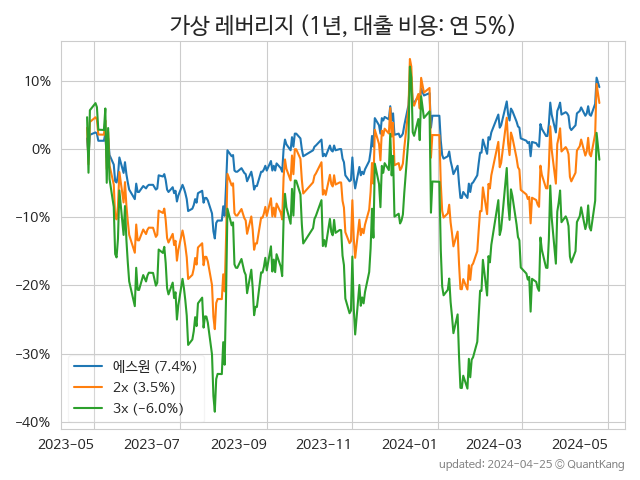 가상 레버리지 (1년, 대출 비용: 연 5%)
10%
0%
−10%
−20%
−30%
−40%
에스원 (7.4%)
2x (3.5%)
3x (−6.0%)
2023-05 2023-07 2023-09 2023-11 2024-01 2024-03 2024-05
updated: 2024-04-25 © QuantKang